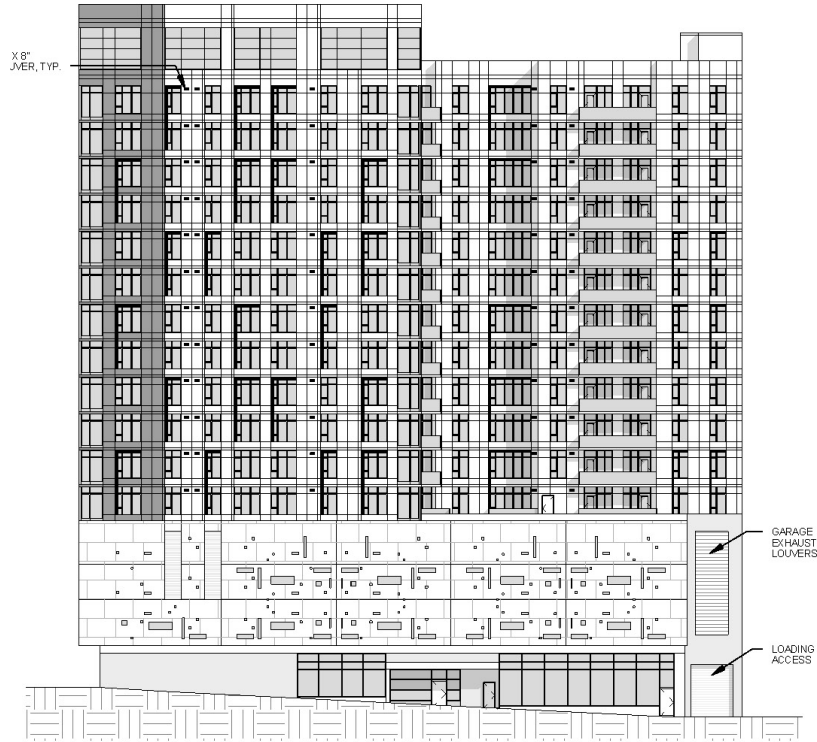 X 8"
JVER, TYP.
GARAGE
EXHAUST
LOUVERS
LOADING
ACCESS